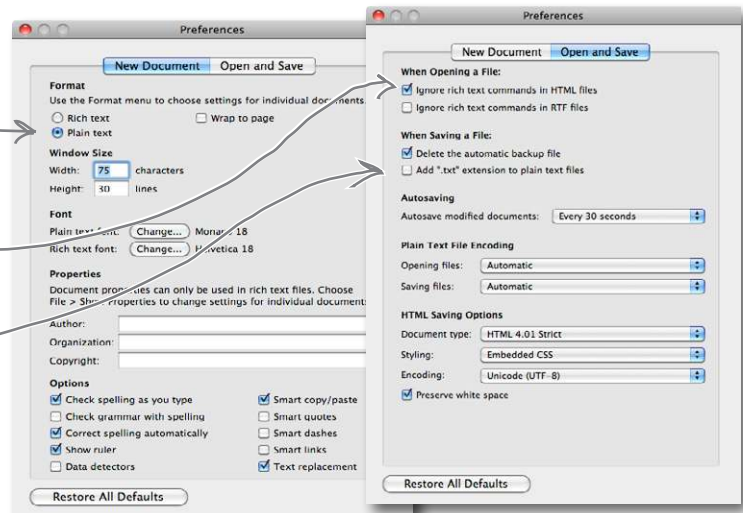 Preferences
New Document Open and Save
Format
Use the Format menu to choose settings for individual documents.
Rich text Wrap to page
Plain text
Window Size
Width: 75 characters
Height: 30 lines
Font
Plain text font: Change... Monaco 18
Rich text font: Change... Helvetica 18
Properties
Document properties can only be used in rich text files. Choose
File > Show Properties to change settings for individual document
Author:
Organization:
Copyright:
Options
Check spelling as you type Smart copy/paste
Check grammar with spelling Smart quotes
Correct spelling automatically Smart dashes
Show ruler Smart links
Data detectors Text replacement
Restore All Defaults
Preferences
New Document Open and Save
When Opening a File:
Ignore rich text commands in HTML files
Ignore rich text commands in RTF files
When Saving a File:
Delete the automatic backup file
Add ".txt" extension to plain text files
Autosaving
Autosave modified documents: Every 30 seconds
Plain Text File Encoding
Opening files: Automatic
Saving files: Automatic
HTML Saving Options
Document type: HTML 4.01 Strict
Styling: Embedded CSS
Encoding: Unicode (UTF-8)
Preserve white space
Restore All Defaults